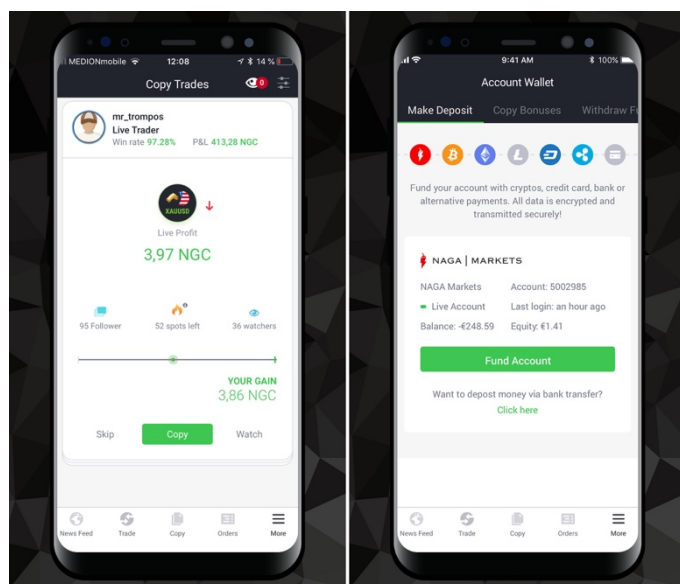 MEDIONmobile 12:08 14 %
Copy Trades
0
mr_trompos
Live Trader
Win rate 97.28% P&L 413,28 NGC
XAUUSD
Live Profit
3,97 NGC
95 Follower 52 spots left 36 watchers
YOUR GAIN
3,86 NGC
Skip Copy Watch
News Feed Trade Copy Orders More
9:41 AM 100%
Account Wallet
Make Deposit Copy Bonuses Withdraw Fu
Fund your account with cryptos, credit card, bank or
alternative payments. All data is encrypted and
transmitted securely!
NAGA | MARKETS
NAGA Markets Account: 5002985
Live Account Last login: an hour ago
Balance: -€248.59 Equity: €1.41
Fund Account
Want to depost money via bank transfer?
Click here
News Feed Trade Copy Orders More